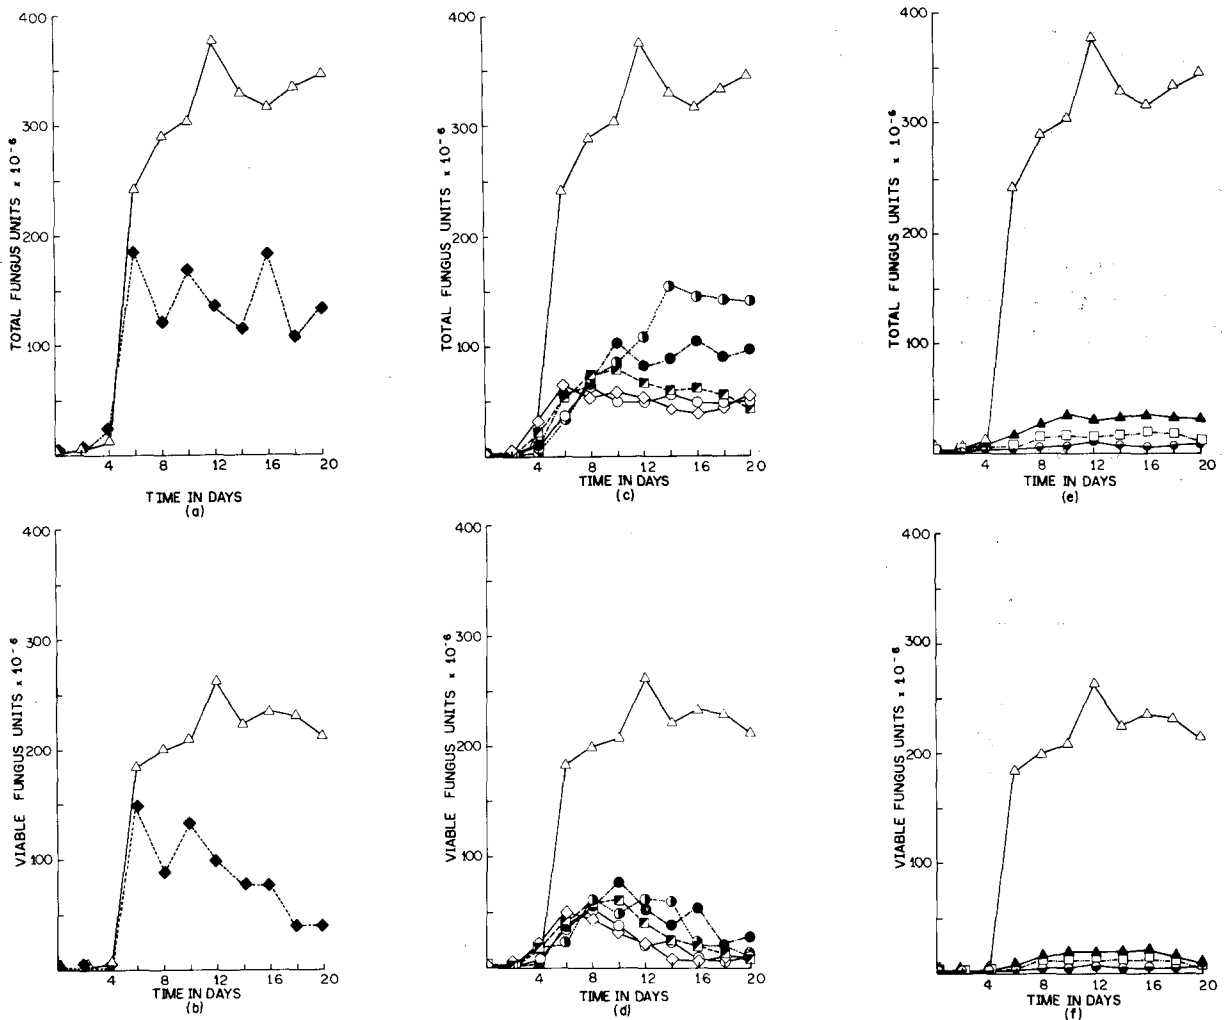 400
300
200
100
TOTAL FUNGUS UNITS x 10⁻⁶
4 8 12 16 20
TIME IN DAYS
(a)
400
300
200
100
TOTAL FUNGUS UNITS x 10⁻⁶
4 8 12 16 20
TIME IN DAYS
(c)
400
300
200
100
TOTAL FUNGUS UNITS x 10⁻⁶
4 8 12 16 20
TIME IN DAYS
(e)
400
300
200
100
VIABLE FUNGUS UNITS x 10⁻⁶
4 8 12 16 20
TIME IN DAYS
(b)
400
300
200
100
VIABLE FUNGUS UNITS x 10⁻⁶
4 8 12 16 20
TIME IN DAYS
(d)
400
300
200
100
VIABLE FUNGUS UNITS x 10⁻⁶
4 8 12 16 20
TIME IN DAYS
(f)